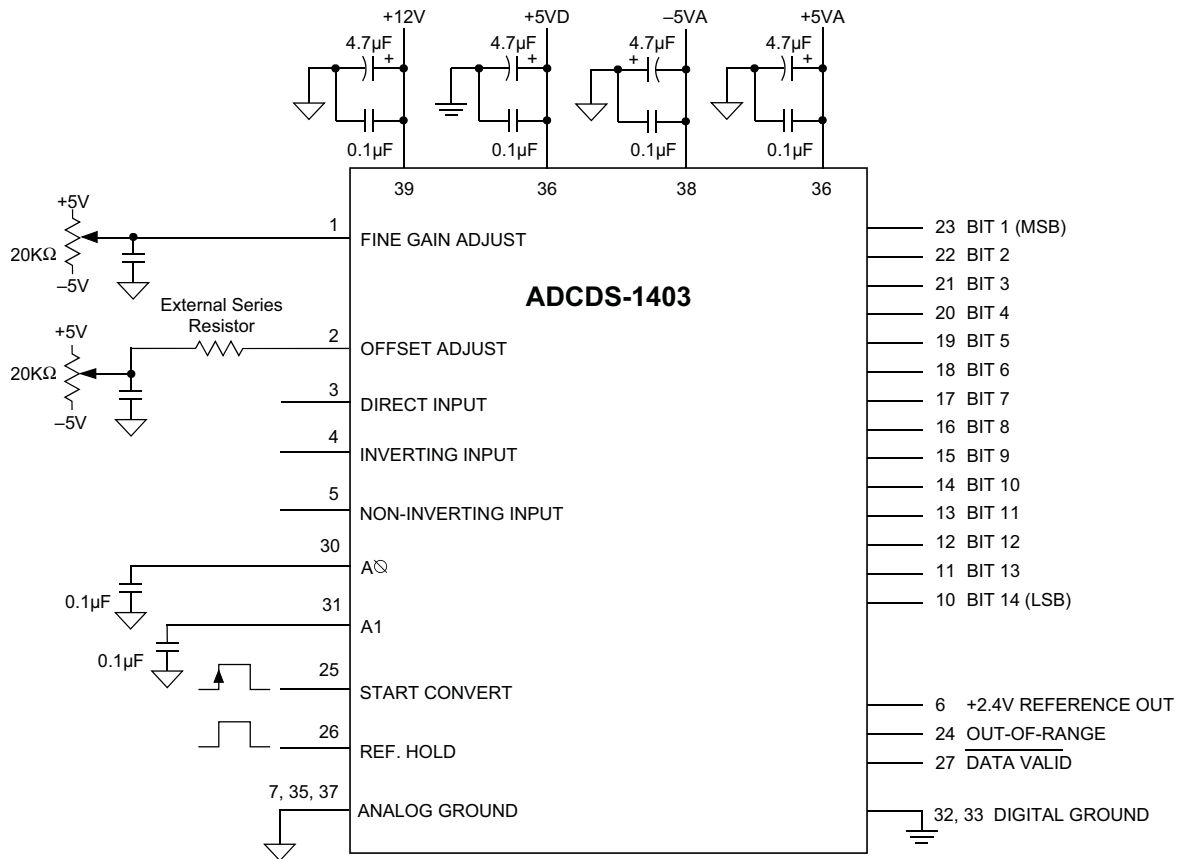 +12V
+5VD
–5VA
+5VA
4.7µF
+
4.7µF
+
4.7µF
+
4.7µF
+
0.1µF
0.1µF
0.1µF
0.1µF
39
36
38
36
ADCDS-1403
+5V
20KΩ
–5V
1
FINE GAIN ADJUST
External Series
Resistor
+5V
20KΩ
–5V
2
OFFSET ADJUST
3
DIRECT INPUT
4
INVERTING INPUT
5
NON-INVERTING INPUT
30
A∅
0.1µF
31
A1
0.1µF
25
START CONVERT
26
REF. HOLD
7, 35, 37
ANALOG GROUND
23 BIT 1 (MSB)
22 BIT 2
21 BIT 3
20 BIT 4
19 BIT 5
18 BIT 6
17 BIT 7
16 BIT 8
15 BIT 9
14 BIT 10
13 BIT 11
12 BIT 12
11 BIT 13
10 BIT 14 (LSB)
6 +2.4V REFERENCE OUT
24 OUT-OF-RANGE
27 DATA VALID
32, 33 DIGITAL GROUND